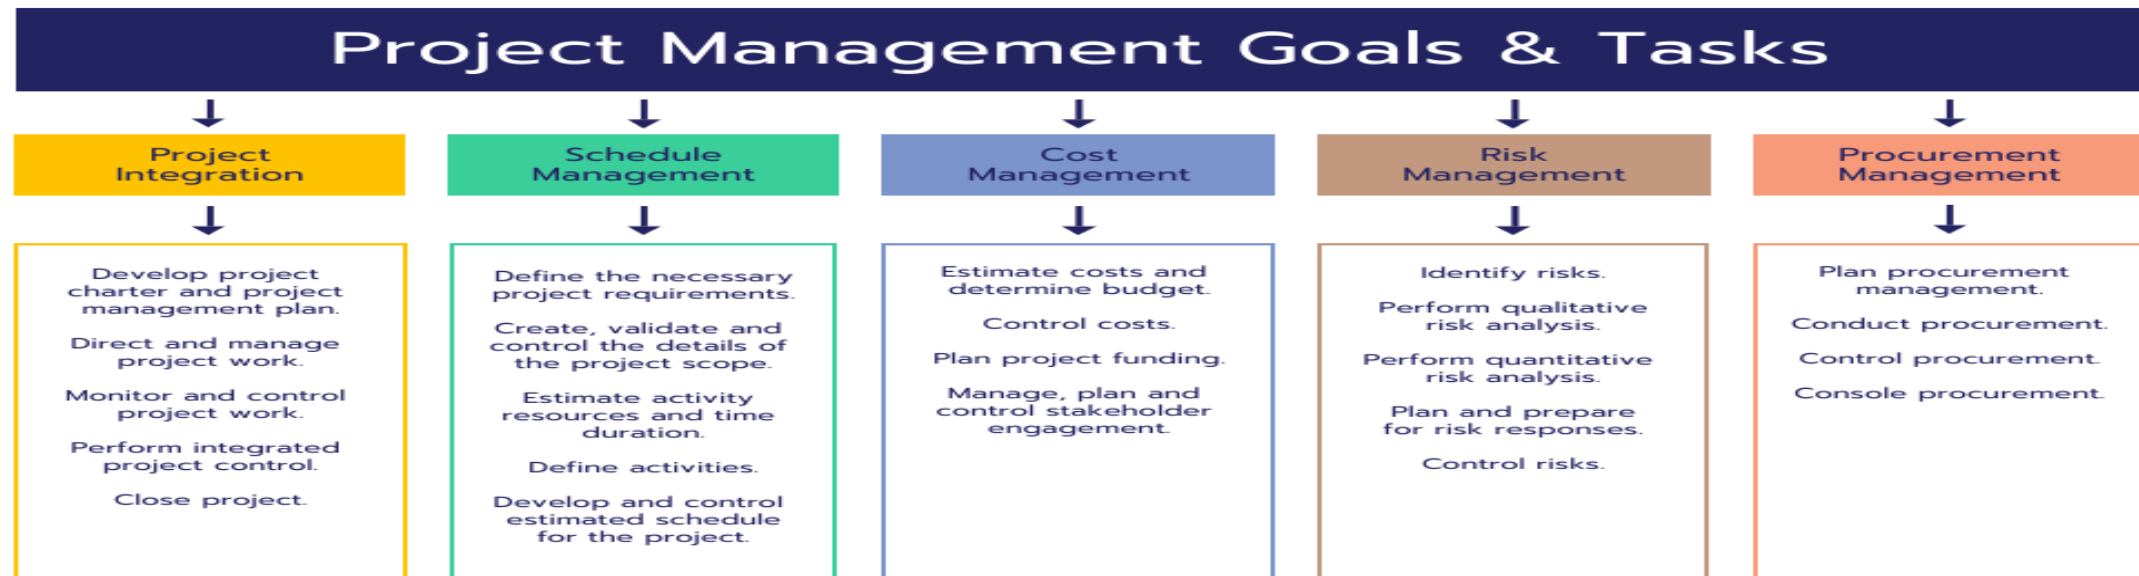 Project Management Goals & Tasks
Project
Integration
Develop project
charter and project
management plan.
Direct and manage
project work.
Monitor and control
project work.
Perform integrated
project control.
Close project.
Schedule
Management
Define the necessary
project requirements.
Create, validate and
control the details of
the project scope.
Estimate activity
resources and time
duration.
Define activities.
Develop and control
estimated schedule
for the project.
Cost
Management
Estimate costs and
determine budget.
Control costs.
Plan project funding.
Manage, plan and
control stakeholder
engagement.
Risk
Management
Identify risks.
Perform qualitative
risk analysis.
Perform quantitative
risk analysis.
Plan and prepare
for risk responses.
Control risks.
Procurement
Management
Plan procurement
management.
Conduct procurement.
Control procurement.
Console procurement.